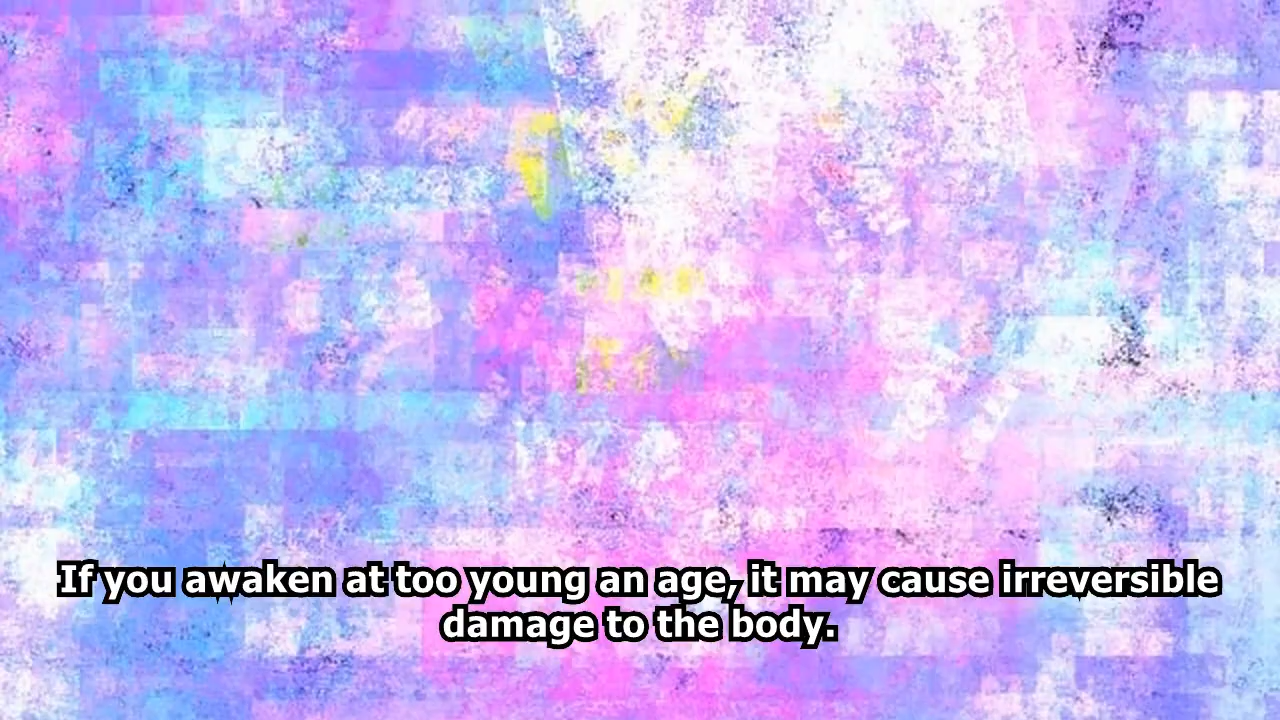 If you awaken at too young an age, it may cause irreversible
damage to the body.